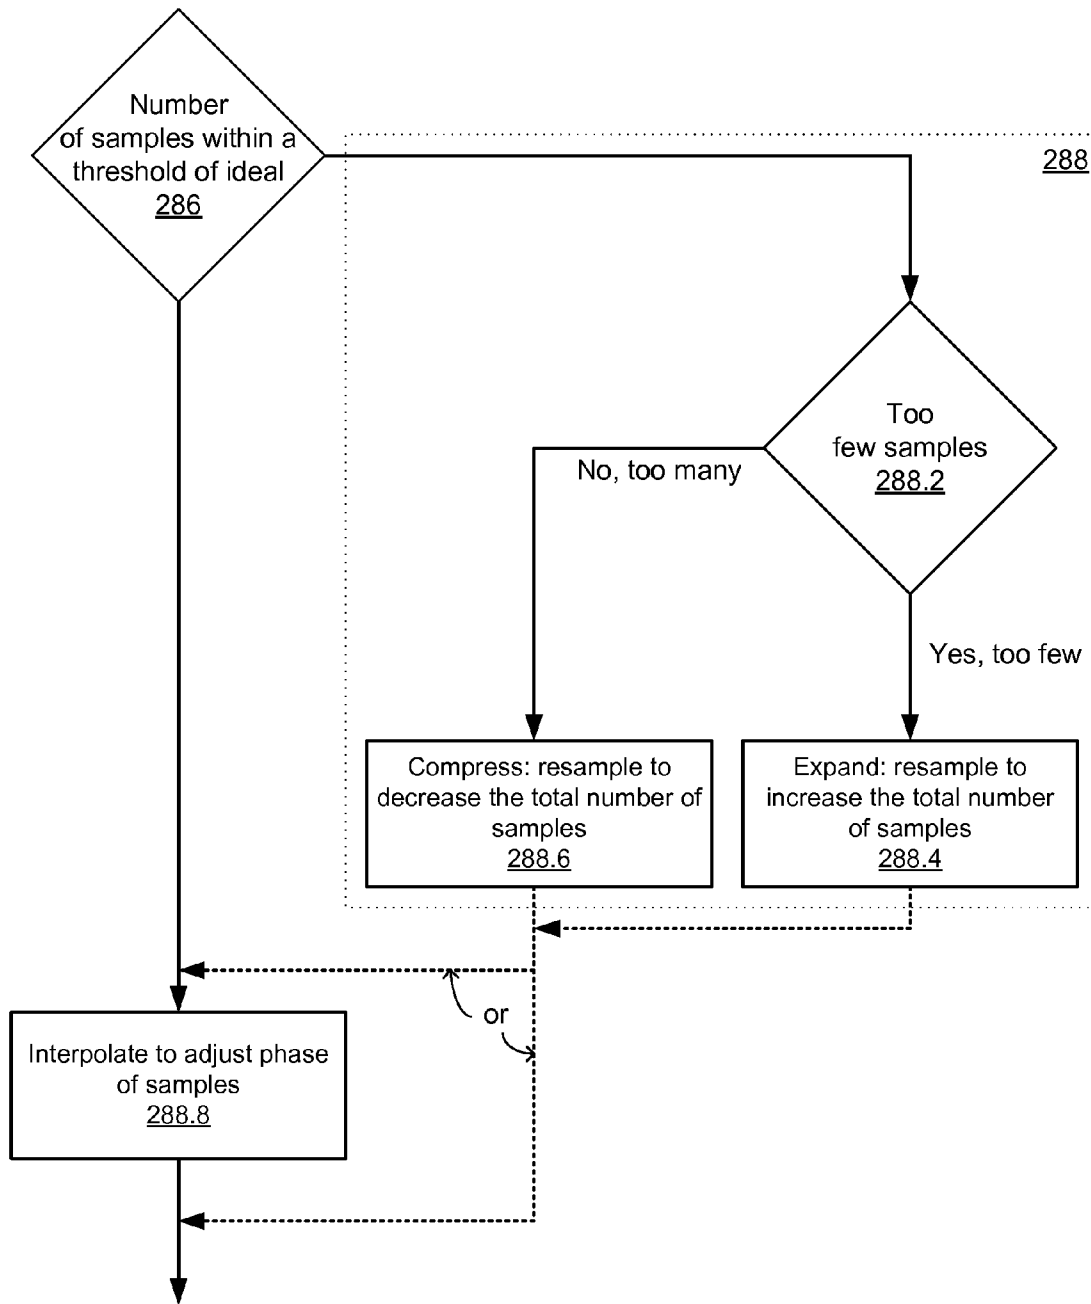 Number
of samples within a
threshold of ideal
286
288
Too
few samples
288.2
No, too many
Yes, too few
Compress: resample to
decrease the total number of
samples
288.6
Expand: resample to
increase the total number
of samples
288.4
or
Interpolate to adjust phase
of samples
288.8